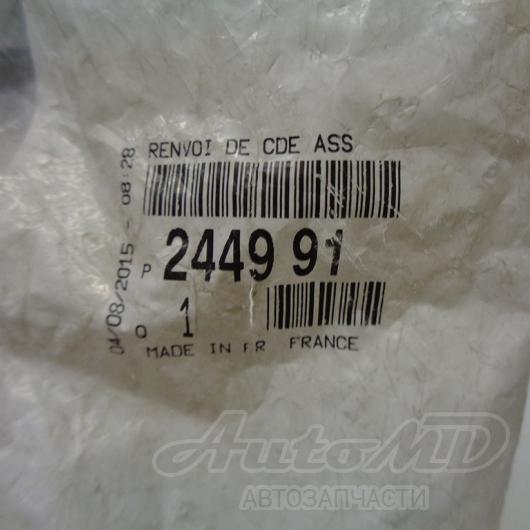 RENVOI DE CDE ASS
04/08/2015 - 08:28
P 2449 91
Q 1
MADE IN FR FRANCE
AutoMD
АВТОЗАПЧАСТИ